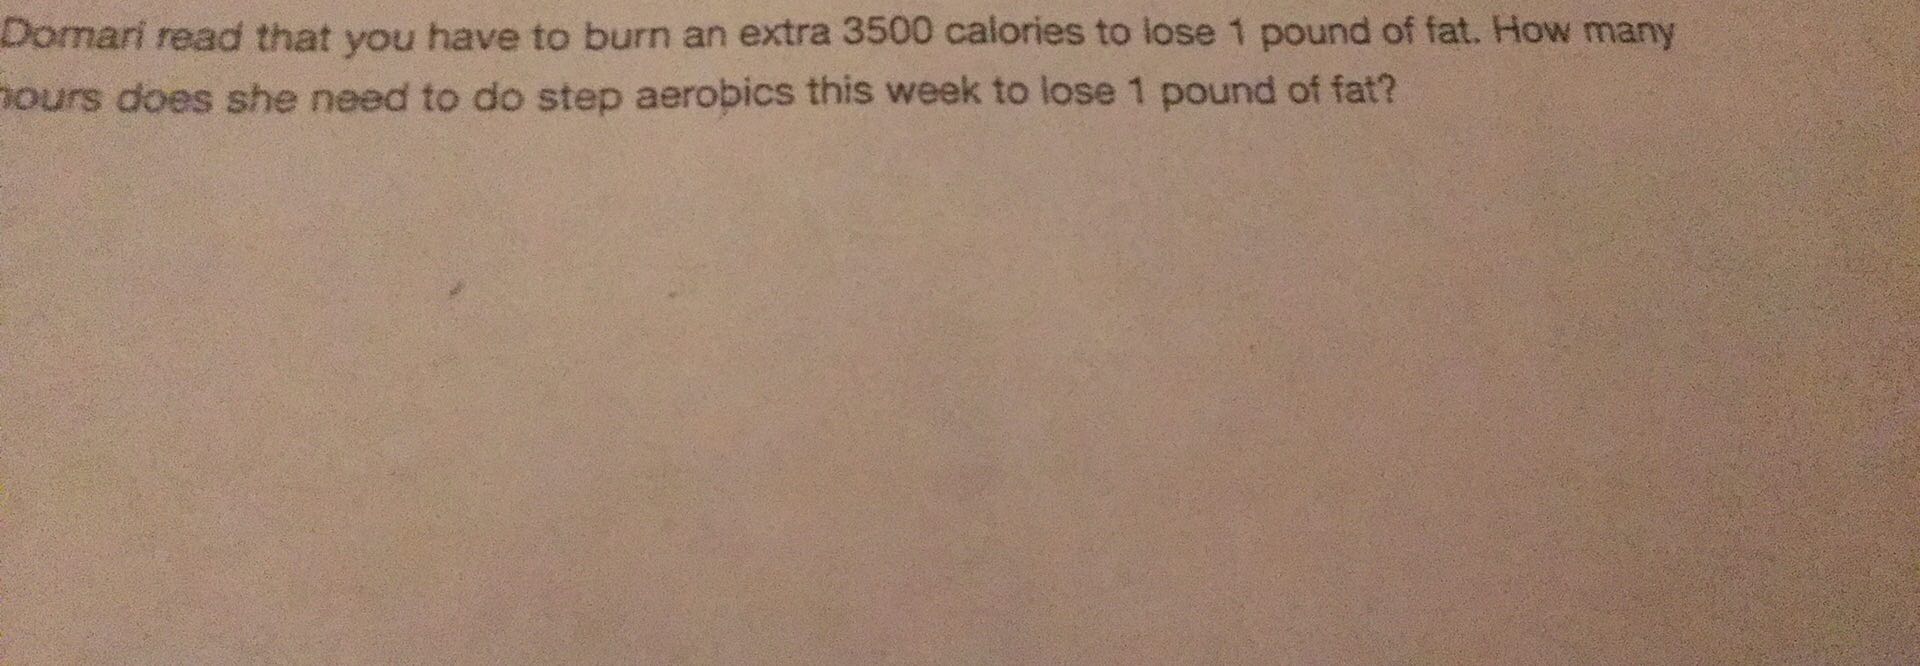 Domari read that you have to burn an extra 3500 calories to lose 1 pound of fat. How many
hours does she need to do step aerobics this week to lose 1 pound of fat?